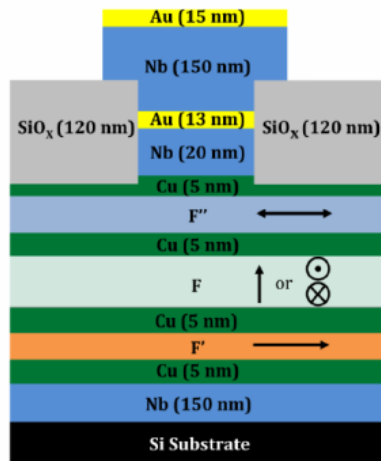 Au (15 nm)
Nb (150 nm)
SiOx (120 nm)
Au (13 nm)
SiOx (120 nm)
Nb (20 nm)
Cu (5 nm)
F''
Cu (5 nm)
F or
Cu (5 nm)
F'
Cu (5 nm)
Nb (150 nm)
Si Substrate